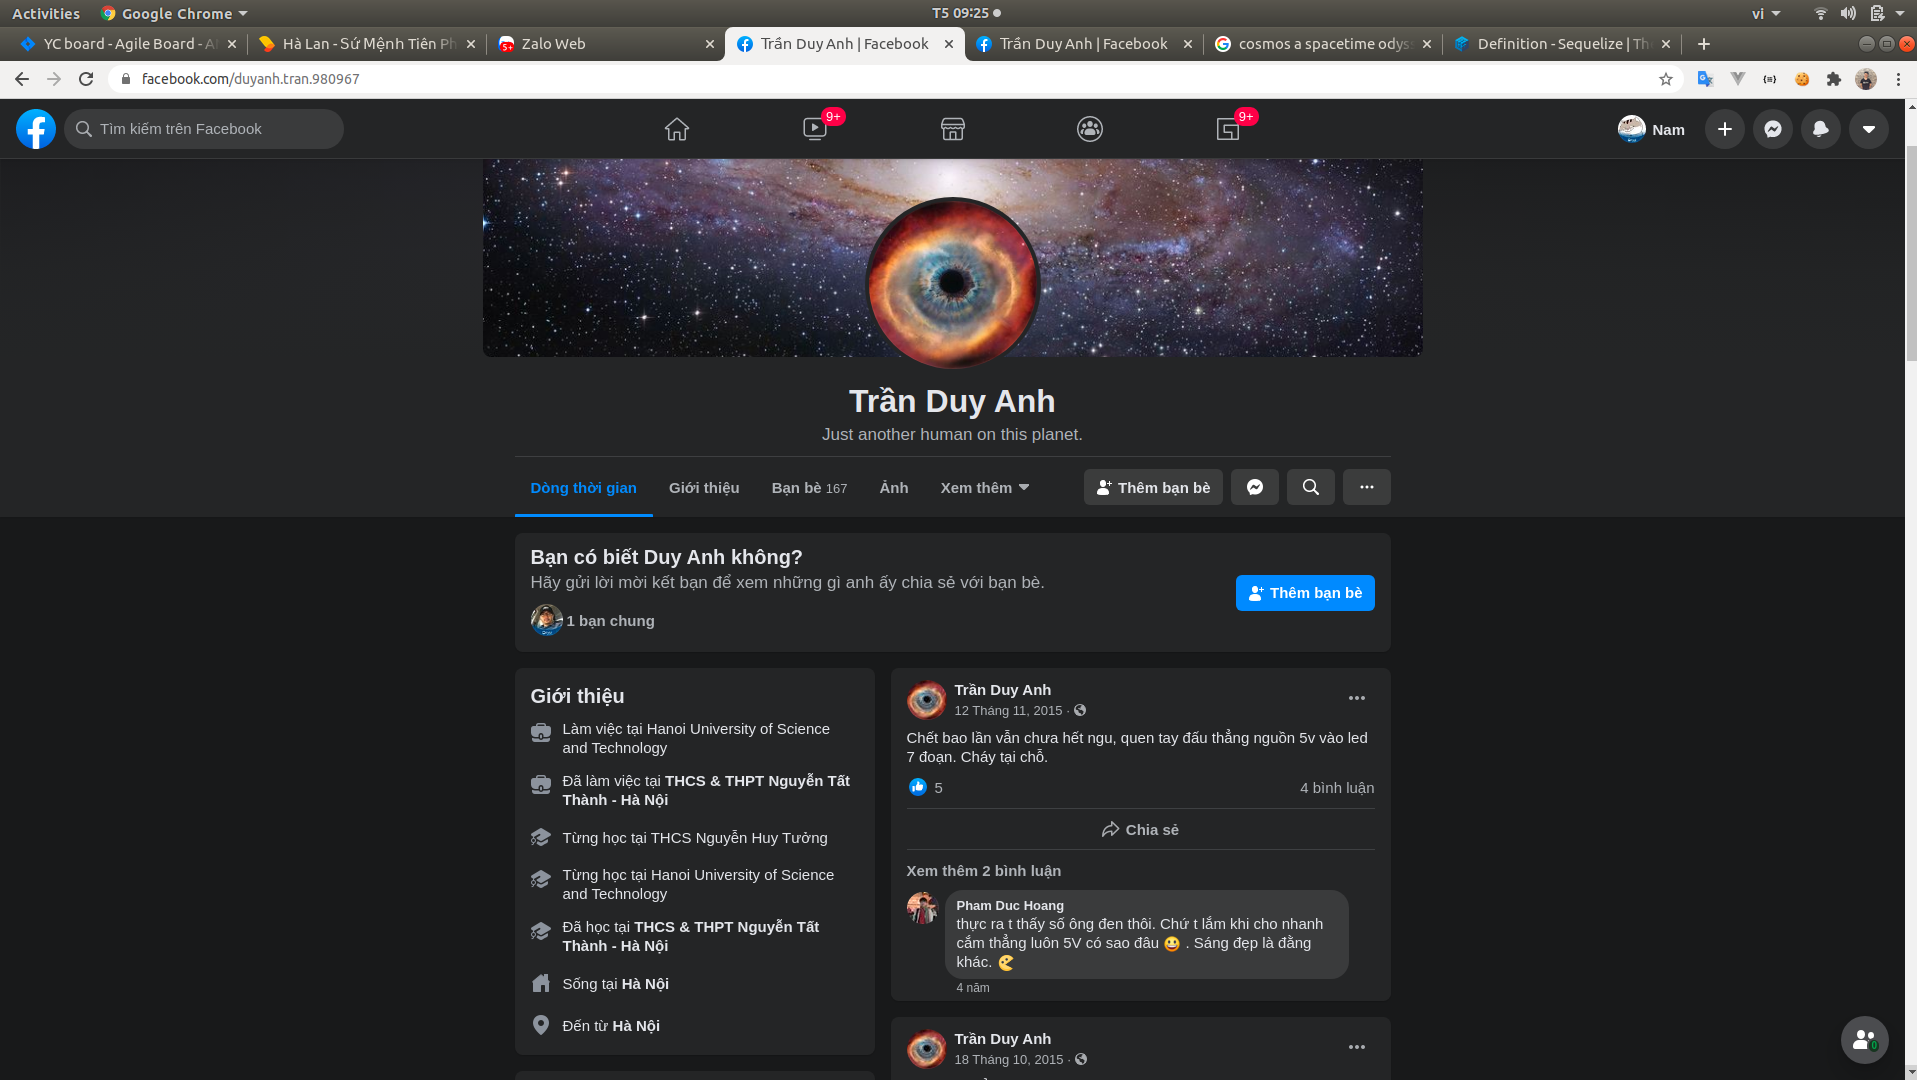 Activities
Google Chrome
T5 09:25
vi
YC board - Agile Board - A
Hà Lan - Sứ Mệnh Tiên Ph
Zalo Web
Trần Duy Anh | Facebook
Trần Duy Anh | Facebook
cosmos a spacetime odys
Definition - Sequelize | Th
facebook.com/duyanh.tran.980967
Tìm kiếm trên Facebook
9+
9+
Nam
Trần Duy Anh
Just another human on this planet.
Dòng thời gian
Giới thiệu
Bạn bè 167
Ảnh
Xem thêm
Thêm bạn bè
Bạn có biết Duy Anh không?
Hãy gửi lời mời kết bạn để xem những gì anh ấy chia sẻ với bạn bè.
1 bạn chung
Thêm bạn bè
Giới thiệu
Làm việc tại Hanoi University of Science
and Technology
Đã làm việc tại THCS & THPT Nguyễn Tất
Thành - Hà Nội
Từng học tại THCS Nguyễn Huy Tưởng
Từng học tại Hanoi University of Science
and Technology
Đã học tại THCS & THPT Nguyễn Tất
Thành - Hà Nội
Sống tại Hà Nội
Đến từ Hà Nội
Trần Duy Anh
12 Tháng 11, 2015 ·
Chết bao lần vẫn chưa hết ngu, quen tay đấu thẳng nguồn 5v vào led
7 đoạn. Cháy tại chỗ.
5
4 bình luận
Chia sẻ
Xem thêm 2 bình luận
Pham Duc Hoang
thực ra t thấy số ông đen thôi. Chứ t lắm khi cho nhanh
cắm thẳng luôn 5V có sao đâu 😀 . Sáng đẹp là đằng
khác.
4 năm
Trần Duy Anh
18 Tháng 10, 2015 ·
0